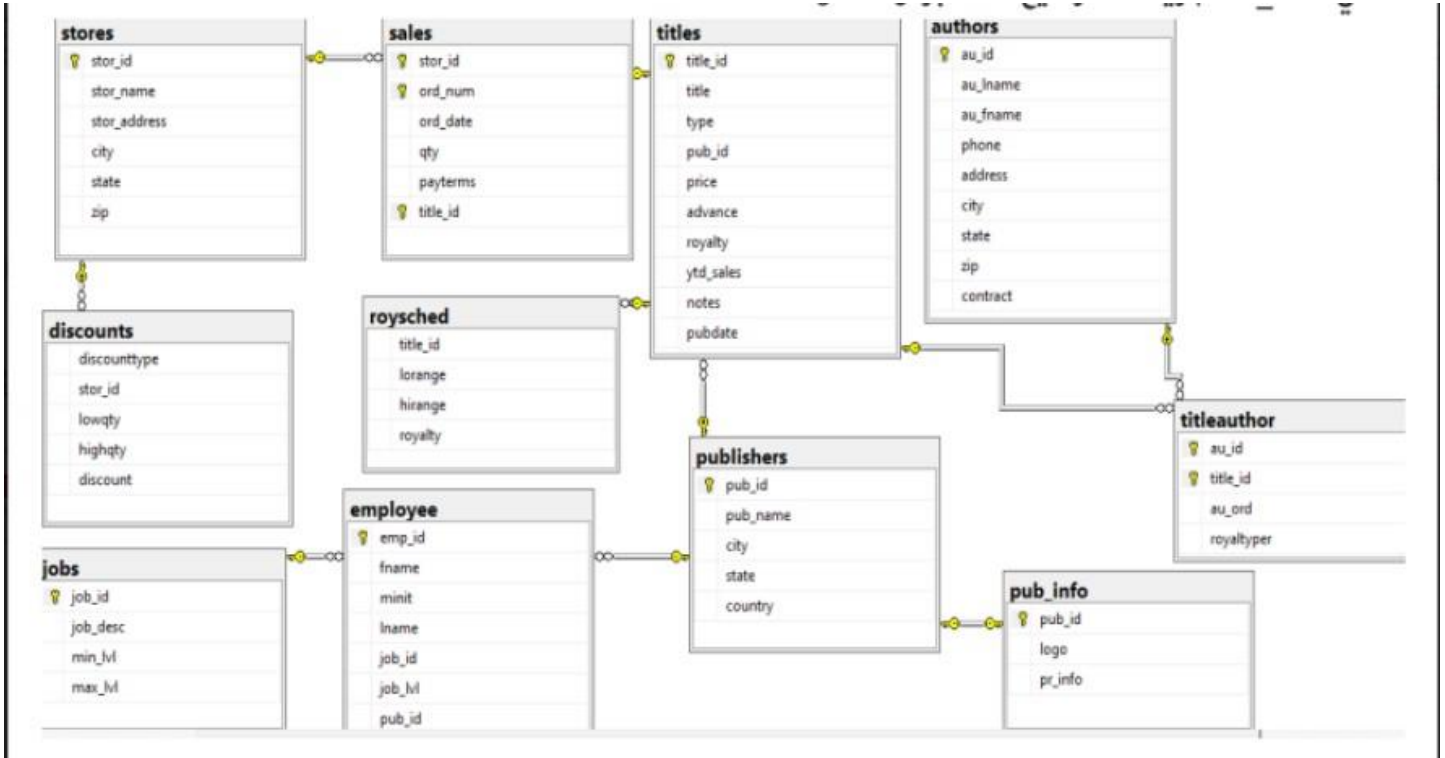 stores
stor_id
stor_name
stor_address
city
state
zip
sales
stor_id
ord_num
ord_date
qty
payterms
title_id
titles
title_id
title
type
pub_id
price
advance
royalty
ytd_sales
notes
pubdate
authors
au_id
au_lname
au_fname
phone
address
city
state
zip
contract
discounts
discounttype
stor_id
lowqty
highqty
discount
roysched
title_id
lorange
hirange
royalty
titleauthor
au_id
title_id
au_ord
royaltyper
publishers
pub_id
pub_name
city
state
country
employee
emp_id
fname
minit
lname
job_id
job_lvl
pub_id
jobs
job_id
job_desc
min_lvl
max_lvl
pub_info
pub_id
logo
pr_info